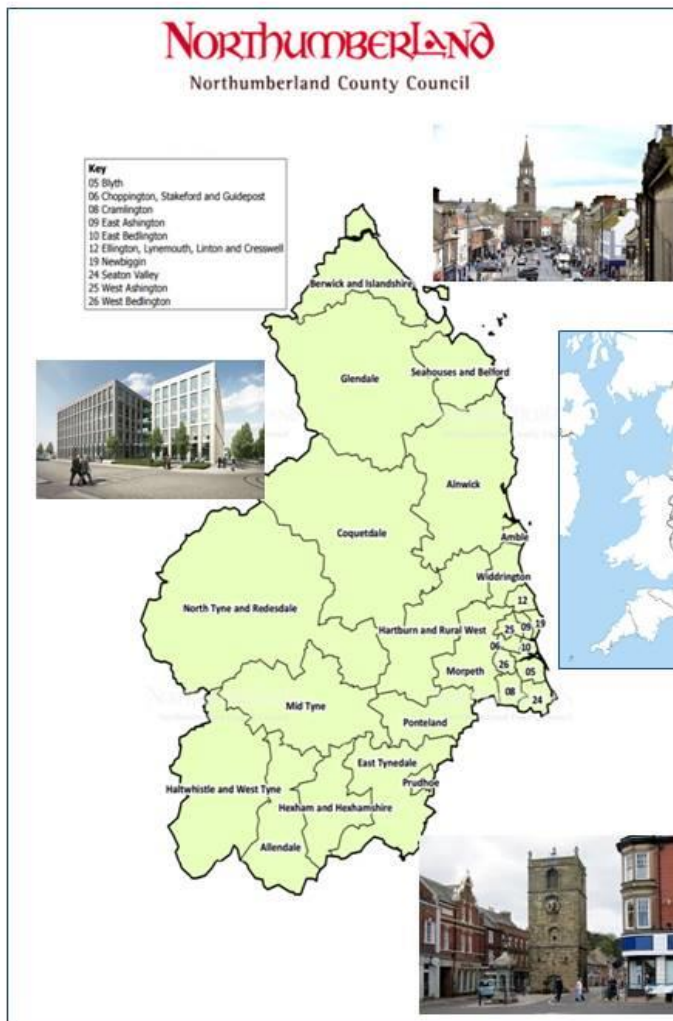 NORTHUMBERLAND
Northumberland County Council
Key
05 Blyth
06 Choppington, Stakeford and Guidepost
08 Cramlington
09 East Ashington
10 East Bedlington
12 Ellington, Lynemouth, Linton and Cresswell
19 Newbiggin
24 Seaton Valley
25 West Ashington
26 West Bedlington
Berwick and Islandshire
Glendale
Seahouses and Belford
Alnwick
Coquetdale
Amble
Widdrington
12
North Tyne and Redesdale
Hartburn and Rural West
25
09
19
06
10
Morpeth
26
05
08
24
Mid Tyne
Ponteland
East Tynedale
Prudhoe
Haltwhistle and West Tyne
Hexham and Hexhamshire
Allendale